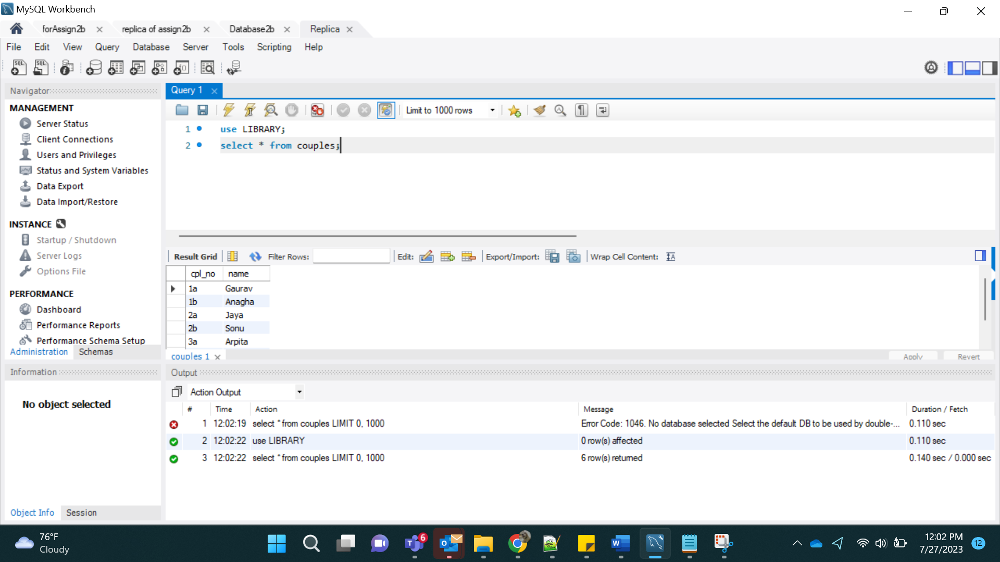 MySQL Workbench
forAssign2b
replica of assign2b
Database2b
Replica
File Edit View Query Database Server Tools Scripting Help
Navigator
MANAGEMENT
Server Status
Client Connections
Users and Privileges
Status and System Variables
Data Export
Data Import/Restore
INSTANCE
Startup / Shutdown
Server Logs
Options File
PERFORMANCE
Dashboard
Performance Reports
Performance Schema Setup
Administration Schemas
Information
No object selected
Object Info Session
Query 1
Limit to 1000 rows
1 use LIBRARY;
2 select * from couples;
Result Grid Filter Rows: Edit: Export/Import: Wrap Cell Content:
cpl_no name
1a Gaurav
1b Anagha
2a Jaya
2b Sonu
3a Arpita
couples 1
Apply Revert
Output
Action Output
# Time Action Message Duration / Fetch
1 12:02:19 select * from couples LIMIT 0, 1000 Error Code: 1046. No database selected Select the default DB to be used by double-... 0.110 sec
2 12:02:22 use LIBRARY 0 row(s) affected 0.110 sec
3 12:02:22 select * from couples LIMIT 0, 1000 6 row(s) returned 0.140 sec / 0.000 sec
76°F
Cloudy
6
12:02 PM
7/27/2023
12